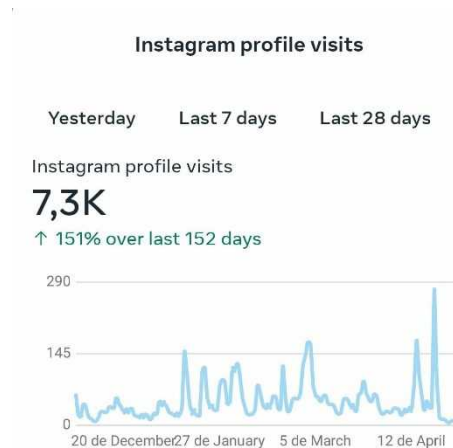 Instagram profile visits
Yesterday Last 7 days Last 28 days
Instagram profile visits
7,3K
↑ 151% over last 152 days
290
145
0
20 de December 27 de January 5 de March 12 de April